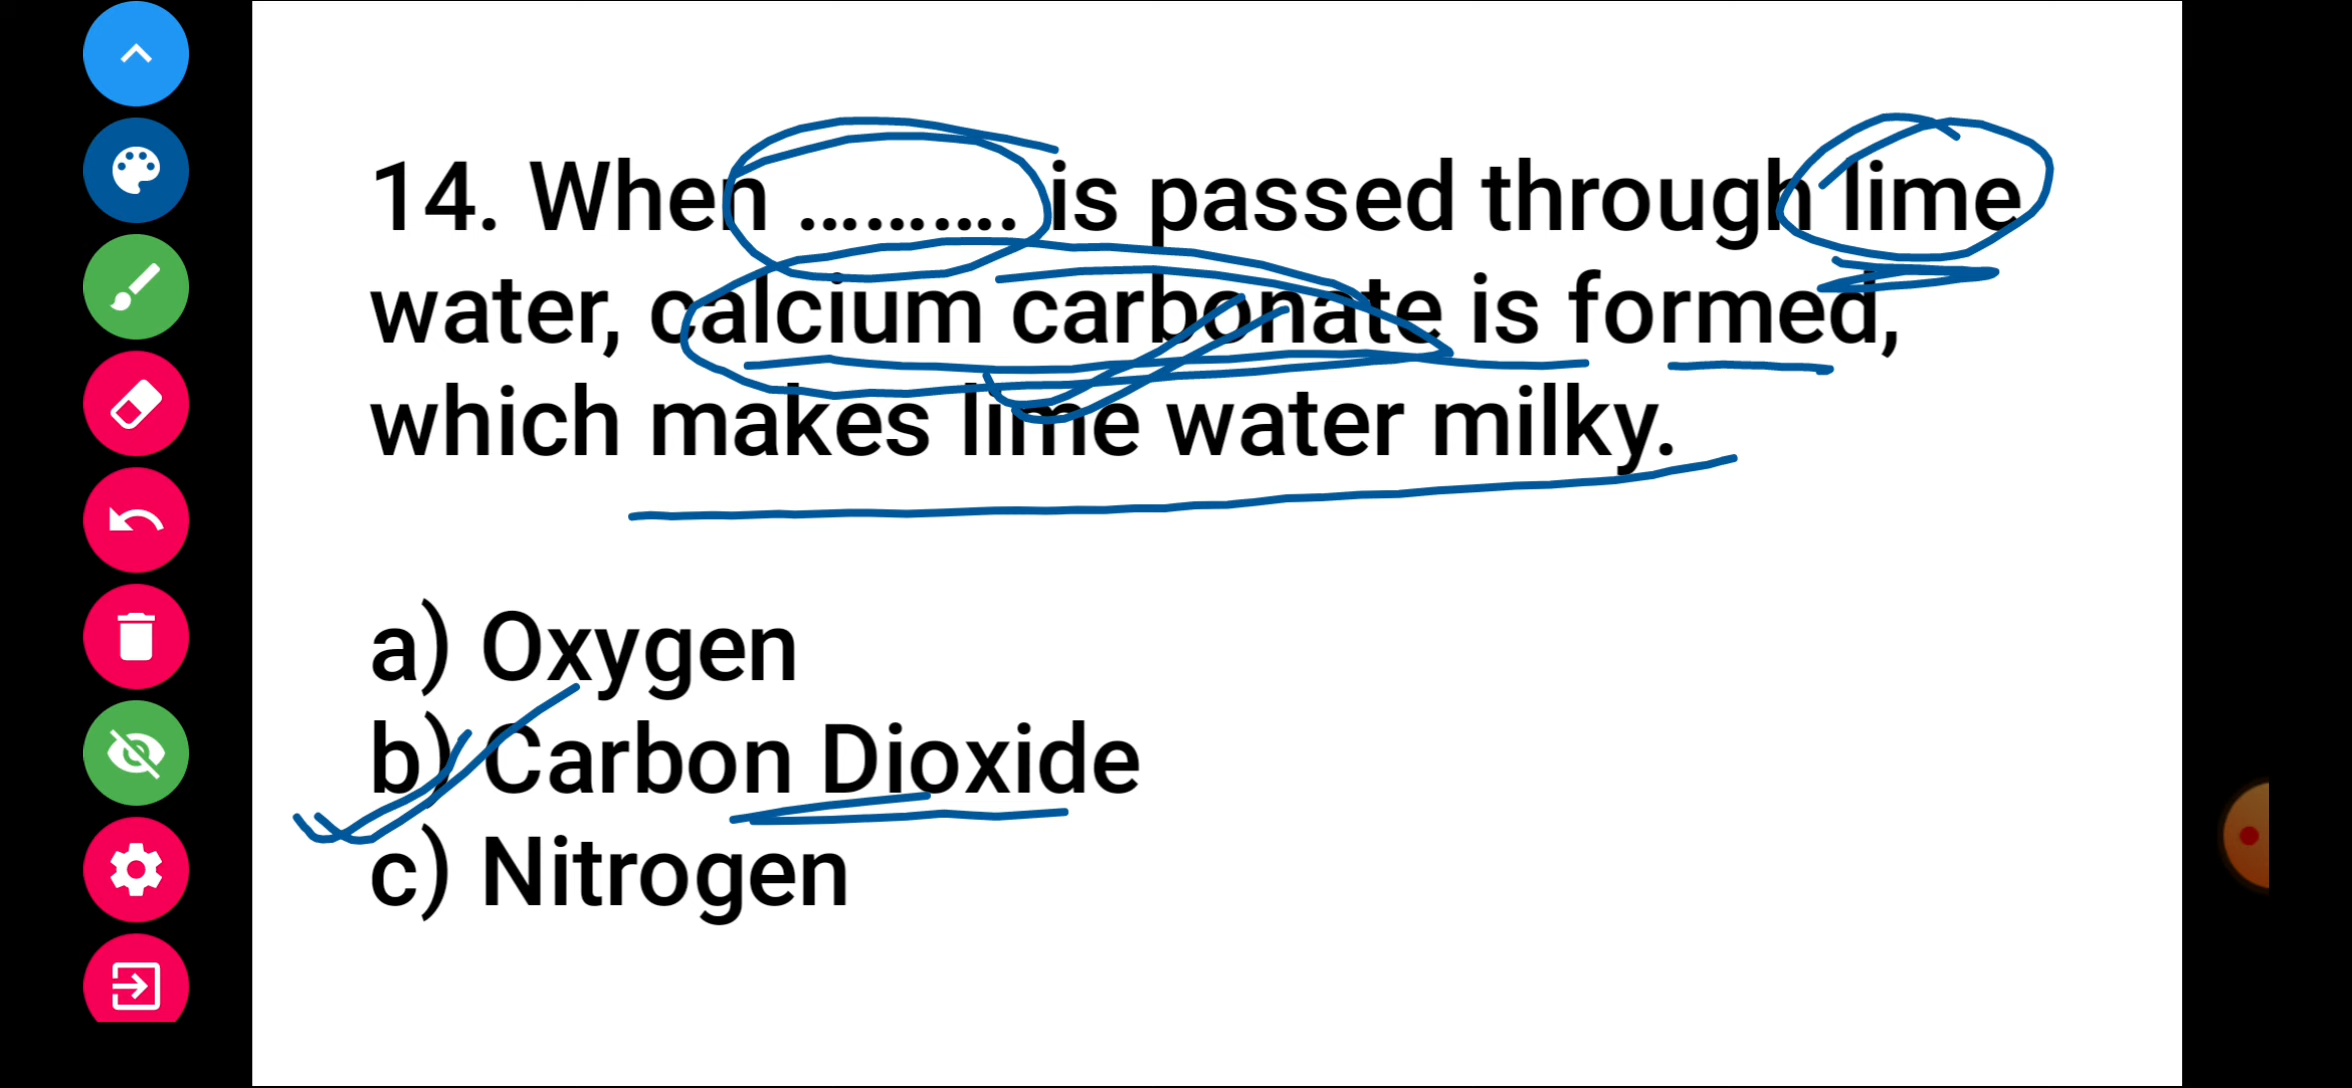 14. When .......... is passed through lime
water, calcium carbonate is formed,
which makes lime water milky.
a) Oxygen
b) Carbon Dioxide
c) Nitrogen